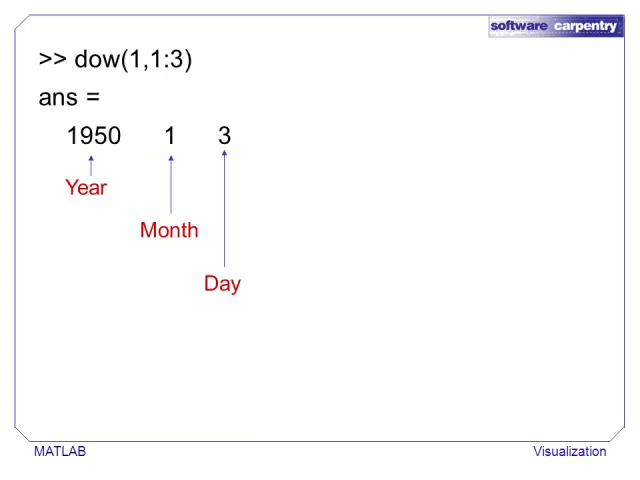 software carpentry
>> dow(1,1:3)
ans =
1950 1 3
Year
Month
Day
MATLAB Visualization